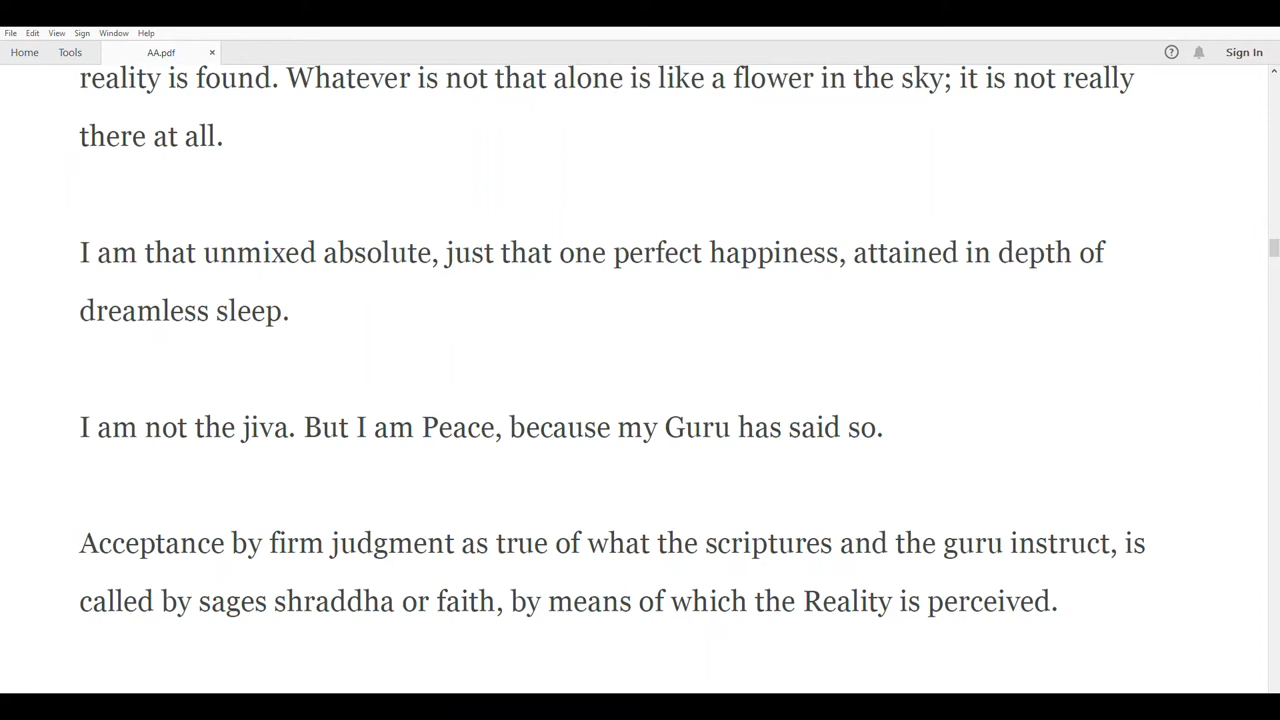 File Edit View Sign Window Help
Home Tools AA.pdf × ? Sign In
reality is found. Whatever is not that alone is like a flower in the sky; it is not really
there at all.
I am that unmixed absolute, just that one perfect happiness, attained in depth of
dreamless sleep.
I am not the jiva. But I am Peace, because my Guru has said so.
Acceptance by firm judgment as true of what the scriptures and the guru instruct, is
called by sages shraddha or faith, by means of which the Reality is perceived.